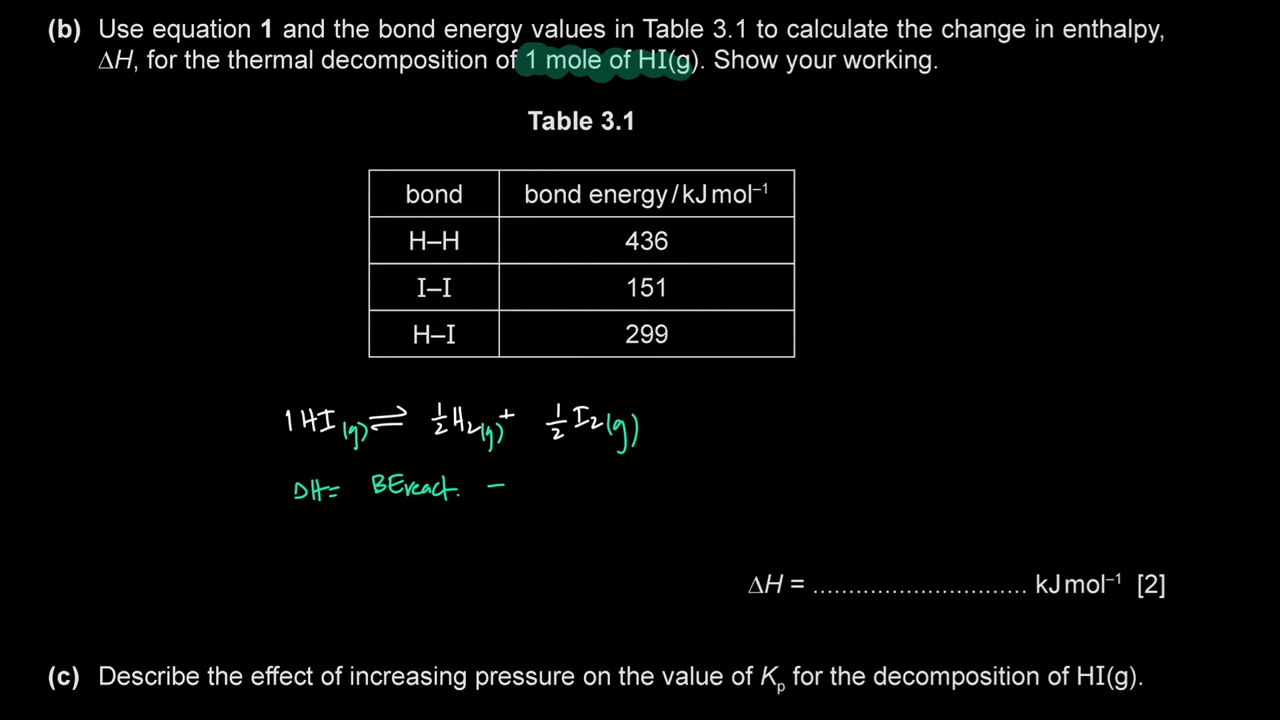 (b) Use equation 1 and the bond energy values in Table 3.1 to calculate the change in enthalpy,
ΔH, for the thermal decomposition of 1 mole of HI(g). Show your working.
Table 3.1
bond bond energy / kJ mol⁻¹
H–H 436
I–I 151
H–I 299
1 HI (g) ⇌ ½H₂(g) + ½I₂(g)
ΔH = BEreact. –
ΔH = .............................. kJ mol⁻¹ [2]
(c) Describe the effect of increasing pressure on the value of Kₚ for the decomposition of HI(g).